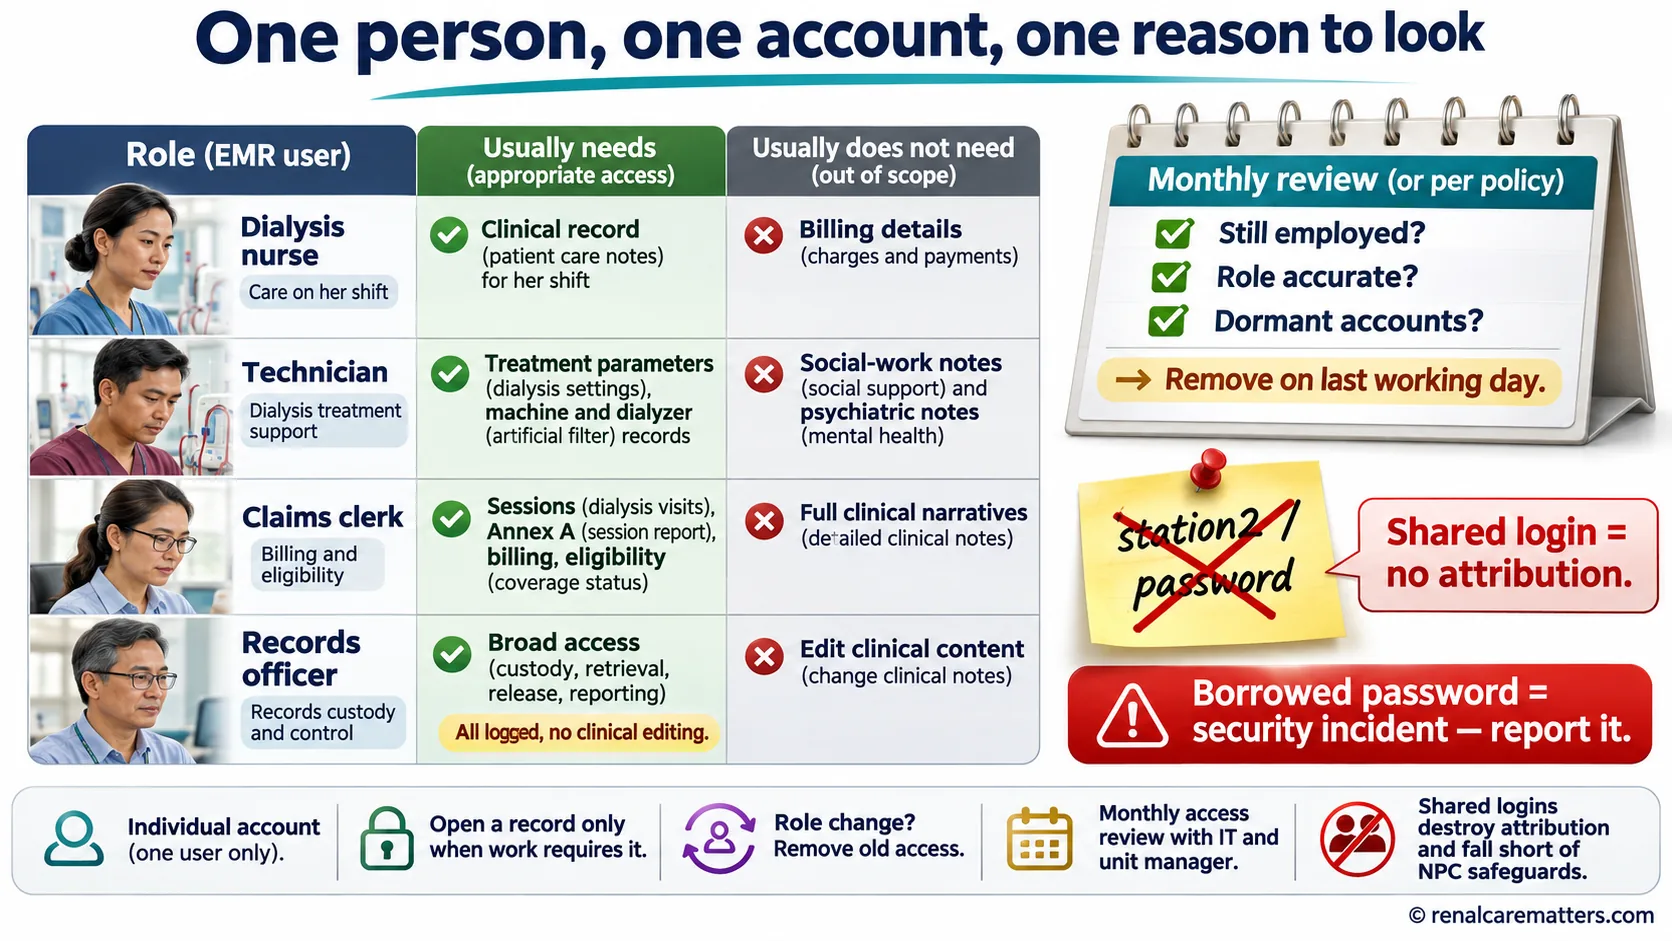 One person, one account, one reason to look
Role (EMR user)
Usually needs
(appropriate access)
Usually does not need
(out of scope)
Dialysis
nurse
Care on her shift
Clinical record
(patient care notes)
for her shift
Billing details
(charges and payments)
Technician
Dialysis treatment
support
Treatment parameters
(dialysis settings),
machine and dialyzer
(artificial filter) records
Social-work notes
(social support) and
psychiatric notes
(mental health)
Claims clerk
Billing and
eligibility
Sessions (dialysis visits),
Annex A (session report),
billing, eligibility
(coverage status)
Full clinical narratives
(detailed clinical notes)
Records
officer
Records custody
and control
Broad access
(custody, retrieval,
release, reporting)
All logged, no clinical editing.
Edit clinical content
(change clinical notes)
Monthly review (or per policy)
Still employed?
Role accurate?
Dormant accounts?
→ Remove on last working day.
station2 /
password
Shared login =
no attribution.
Borrowed password =
security incident — report it.
Individual account
(one user only).
Open a record only
when work requires it.
Role change?
Remove old access.
Monthly access
review with IT and
unit manager.
Shared logins
destroy attribution
and fall short of
NPC safeguards.
© renalcarematters.com